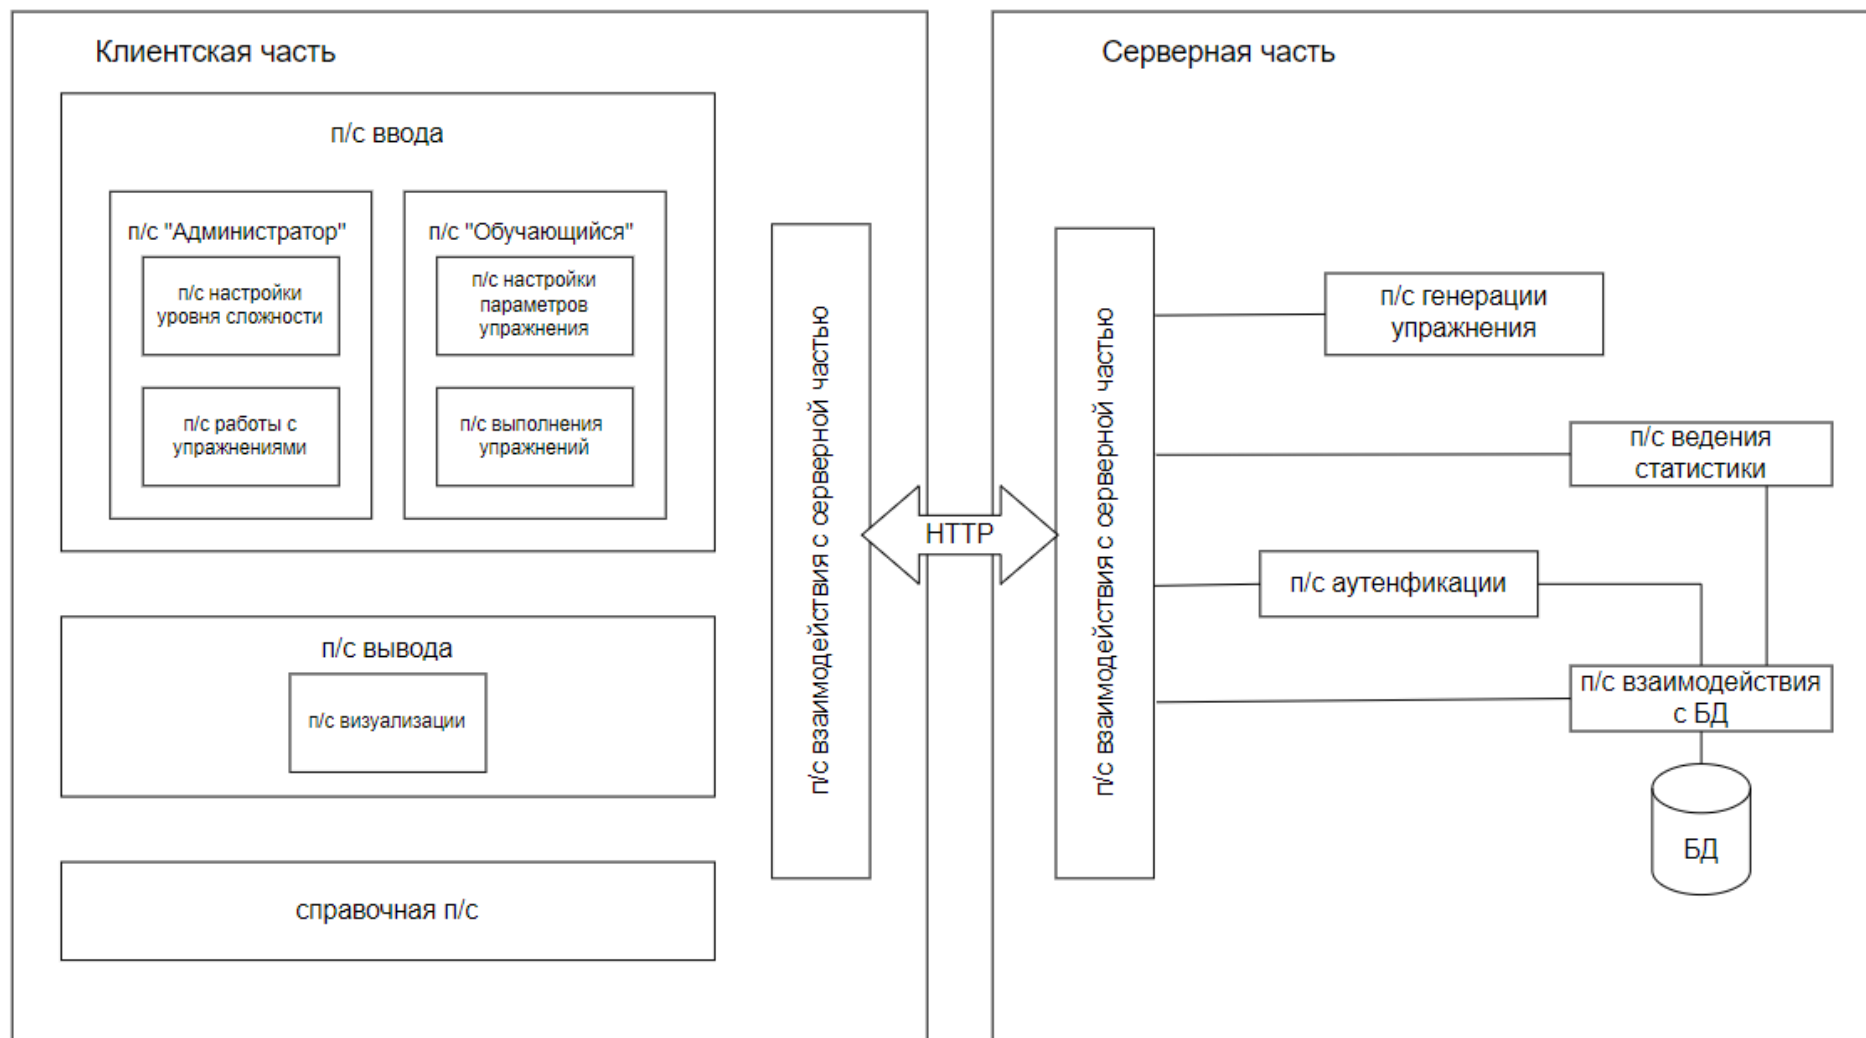 Клиентская часть
п/с ввода
п/с "Администратор"
п/с настройки
уровня сложности
п/с работы с
упражнениями
п/с "Обучающийся"
п/с настройки
параметров
упражнения
п/с выполнения
упражнений
п/с вывода
п/с визуализации
справочная п/с
п/с взаимодействия с серверной частью
HTTP
Серверная часть
п/с взаимодействия с серверной частью
п/с генерации
упражнения
п/с ведения
статистики
п/с аутенфикации
п/с взаимодействия
с БД
БД